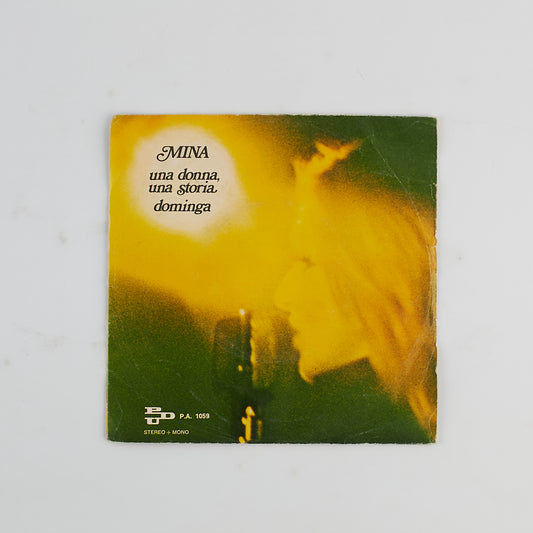 MINA
una donna,
una storia
dominga
PDU P.A. 1059
STEREO + MONO